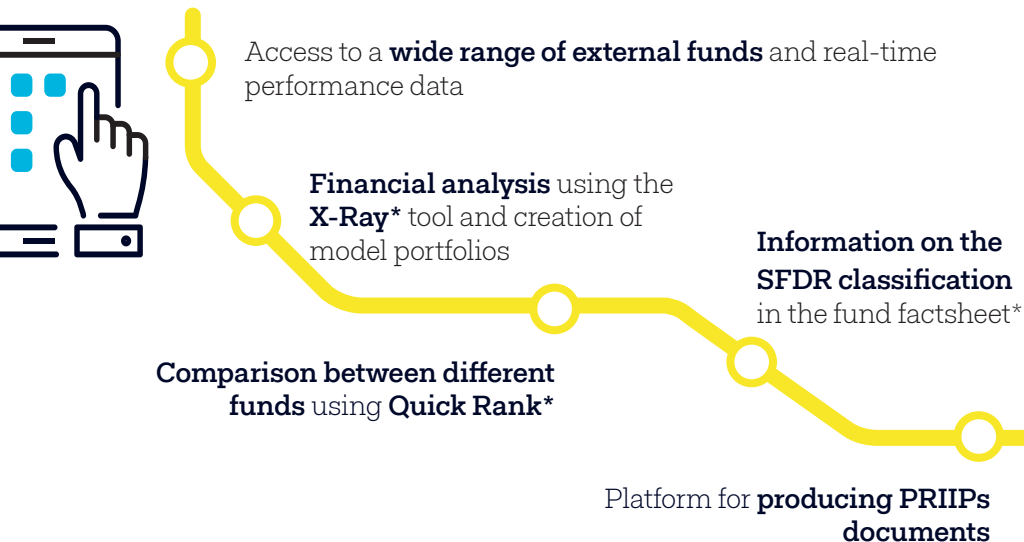 Access to a wide range of external funds and real-time
performance data
Financial analysis using the
X-Ray* tool and creation of
model portfolios
Information on the
SFDR classification
in the fund factsheet*
Comparison between different
funds using Quick Rank*
Platform for producing PRIIPs
documents